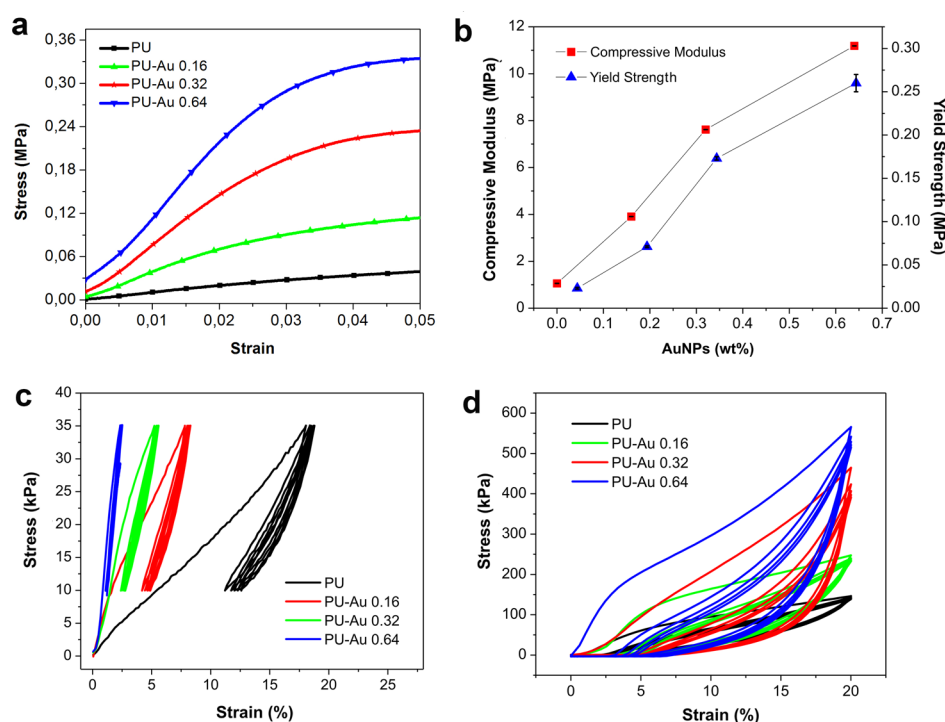 a
0,36
0,30
0,24
0,18
0,12
0,06
0,00
Stress (MPa)
PU
PU-Au 0.16
PU-Au 0.32
PU-Au 0.64
0,00 0,01 0,02 0,03 0,04 0,05
Strain
b
12
10
8
6
4
2
0
Compressive Modulus (MPa)
Compressive Modulus
Yield Strength
0.30
0.25
0.20
0.15
0.10
0.05
0.00
Yield Strength (MPa)
0.0 0.1 0.2 0.3 0.4 0.5 0.6 0.7
AuNPs (wt%)
c
40
35
30
25
20
15
10
5
0
Stress (kPa)
PU
PU-Au 0.16
PU-Au 0.32
PU-Au 0.64
0 5 10 15 20 25
Strain (%)
d
600
500
400
300
200
100
0
Stress (kPa)
PU
PU-Au 0.16
PU-Au 0.32
PU-Au 0.64
0 5 10 15 20
Strain (%)